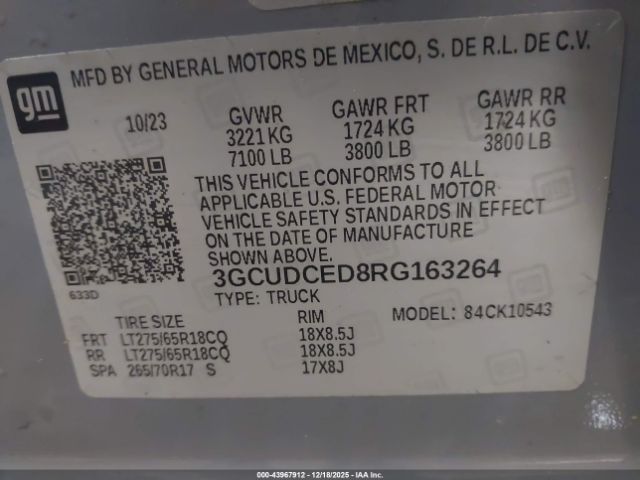 gm
MFD BY GENERAL MOTORS DE MEXICO, S. DE R.L. DE C.V.
10/23 GVWR GAWR FRT GAWR RR
3221 KG 1724 KG 1724 KG
7100 LB 3800 LB 3800 LB
THIS VEHICLE CONFORMS TO ALL
APPLICABLE U.S. FEDERAL MOTOR
VEHICLE SAFETY STANDARDS IN EFFECT
ON THE DATE OF MANUFACTURE
SHOWN ABOVE.
633D
3GCUDCED8RG163264
TYPE: TRUCK MODEL: 84CK10543
TIRE SIZE RIM
FRT LT275/65R18CQ 18X8.5J
RR LT275/65R18CQ 18X8.5J
SPA 265/70R17 S 17X8J
000-43967912 - 12/18/2025 - IAA Inc.